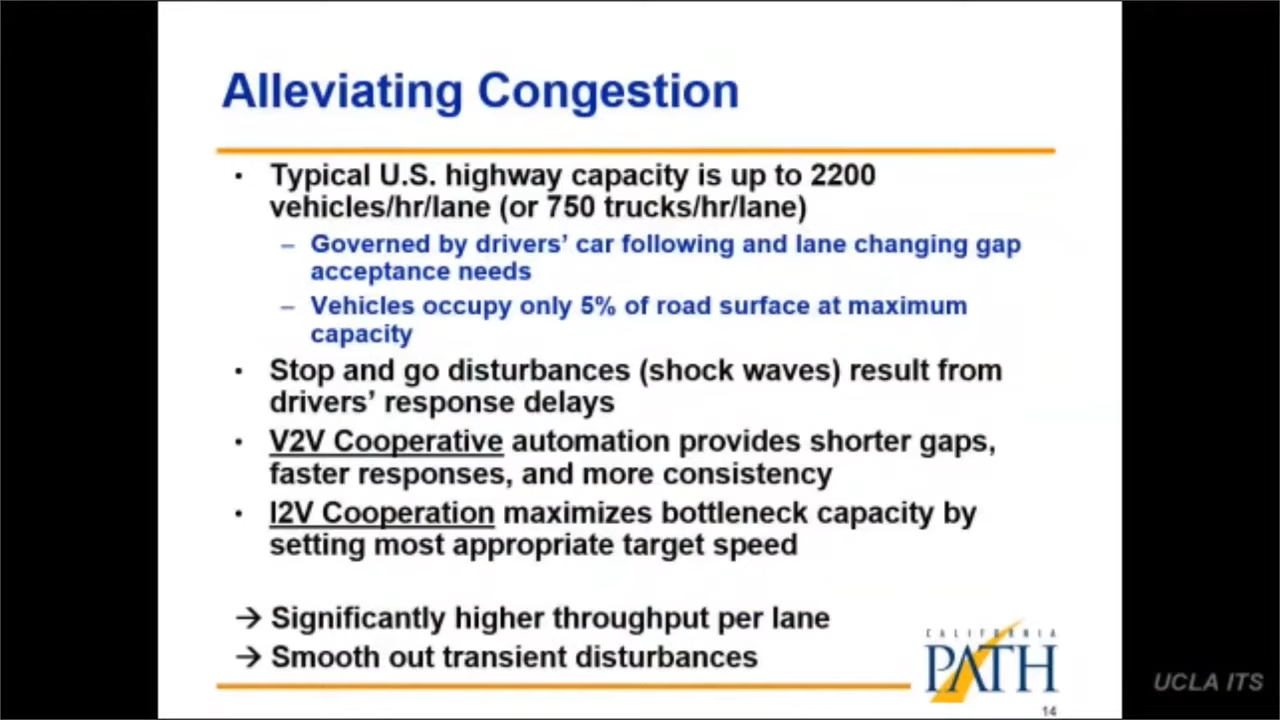 Alleviating Congestion
• Typical U.S. highway capacity is up to 2200
vehicles/hr/lane (or 750 trucks/hr/lane)
– Governed by drivers’ car following and lane changing gap
acceptance needs
– Vehicles occupy only 5% of road surface at maximum
capacity
• Stop and go disturbances (shock waves) result from
drivers’ response delays
• V2V Cooperative automation provides shorter gaps,
faster responses, and more consistency
• I2V Cooperation maximizes bottleneck capacity by
setting most appropriate target speed
→ Significantly higher throughput per lane
→ Smooth out transient disturbances
CALIFORNIA
PATH
14
UCLA ITS